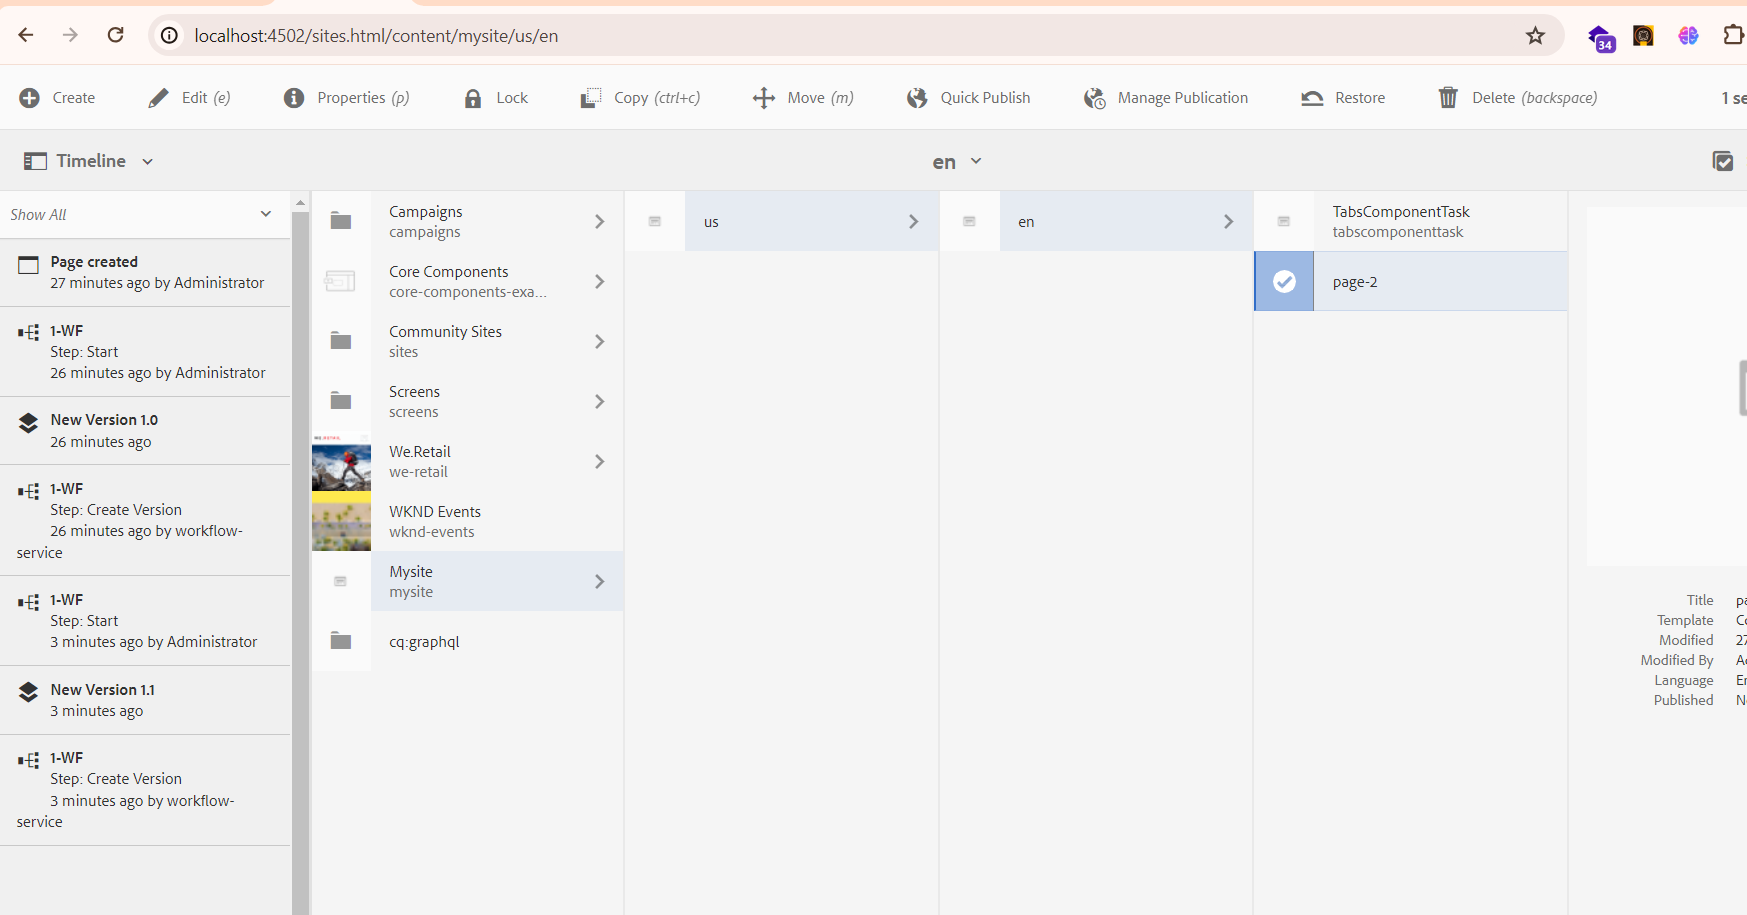 localhost:4502/sites.html/content/mysite/us/en
34
Create
Edit (e)
Properties (p)
Lock
Copy (ctrl+c)
Move (m)
Quick Publish
Manage Publication
Restore
Delete (backspace)
1 se
Timeline
en
Show All
Page created
27 minutes ago by Administrator
1-WF
Step: Start
26 minutes ago by Administrator
New Version 1.0
26 minutes ago
1-WF
Step: Create Version
26 minutes ago by workflow-
service
1-WF
Step: Start
3 minutes ago by Administrator
New Version 1.1
3 minutes ago
1-WF
Step: Create Version
3 minutes ago by workflow-
service
Campaigns
campaigns
Core Components
core-components-exa...
Community Sites
sites
Screens
screens
We.Retail
we-retail
WKND Events
wknd-events
Mysite
mysite
cq:graphql
us
en
TabsComponentTask
tabscomponenttask
page-2
Title
Template
Modified 27
Modified By
Language
Published